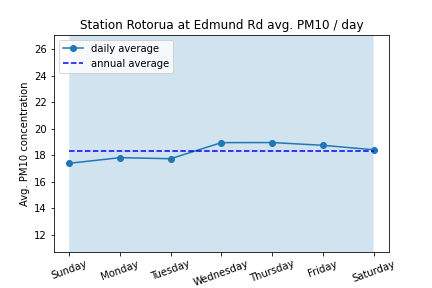 Station Rotorua at Edmund Rd avg. PM10 / day
daily average
annual average
Avg. PM10 concentration
26
24
22
20
18
16
14
12
Sunday
Monday
Tuesday
Wednesday
Thursday
Friday
Saturday